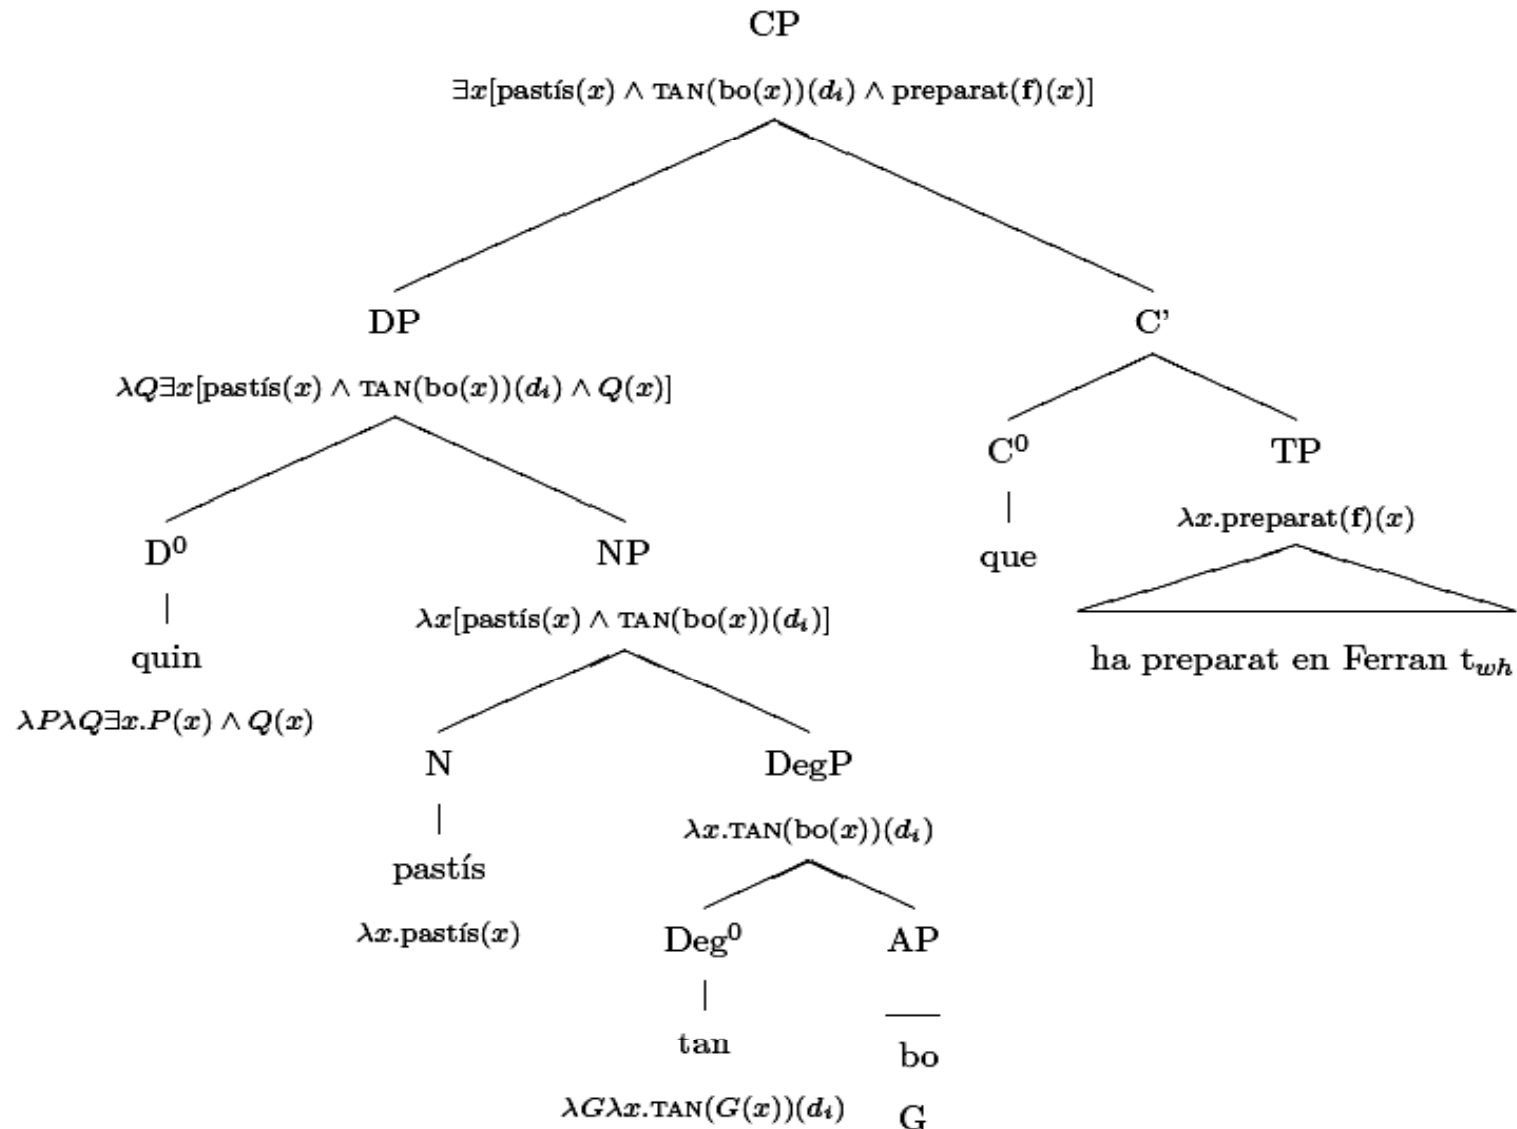 CP
∃x[pastís(x) ∧ TAN(bo(x))(dᵢ) ∧ preparat(f)(x)]
DP C’
λQ∃x[pastís(x) ∧ TAN(bo(x))(dᵢ) ∧ Q(x)]
C⁰ TP
λx.preparat(f)(x)
D⁰ NP
que
λx[pastís(x) ∧ TAN(bo(x))(dᵢ)]
quin
ha preparat en Ferran t_wh
λPλQ∃x.P(x) ∧ Q(x)
N DegP
λx.TAN(bo(x))(dᵢ)
pastís
λx.pastís(x)
Deg⁰ AP
tan
bo
λGλx.TAN(G(x))(dᵢ)
G